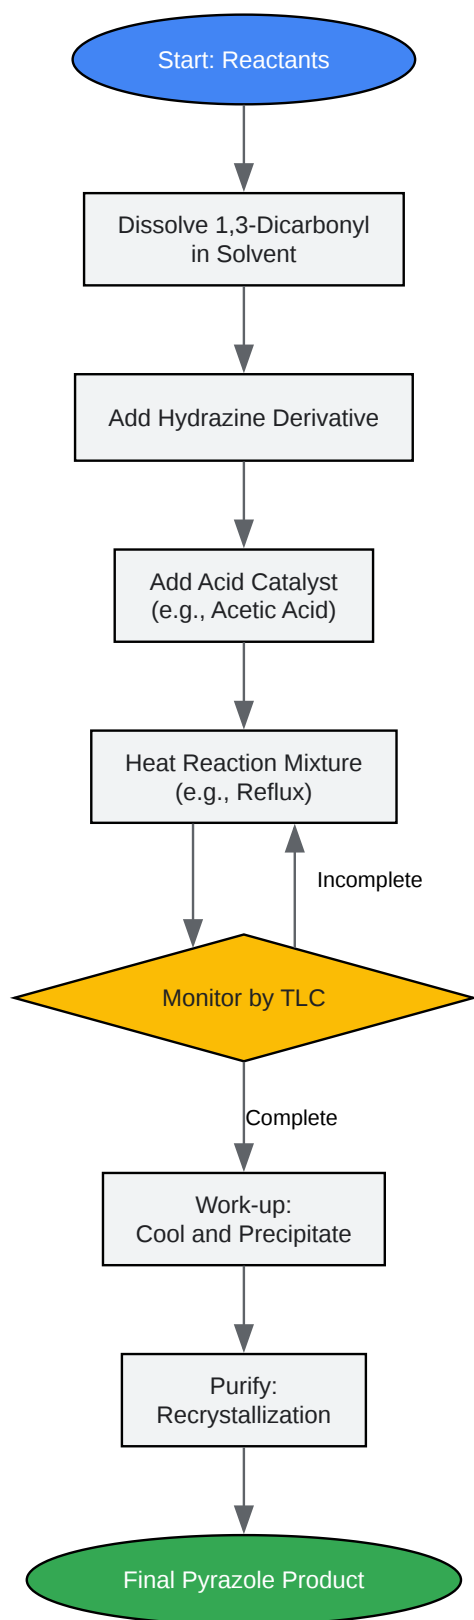 Start: Reactants
Dissolve 1,3-Dicarbonyl
in Solvent
Add Hydrazine Derivative
Add Acid Catalyst
(e.g., Acetic Acid)
Heat Reaction Mixture
(e.g., Reflux)
Incomplete
Monitor by TLC
Complete
Work-up:
Cool and Precipitate
Purify:
Recrystallization
Final Pyrazole Product